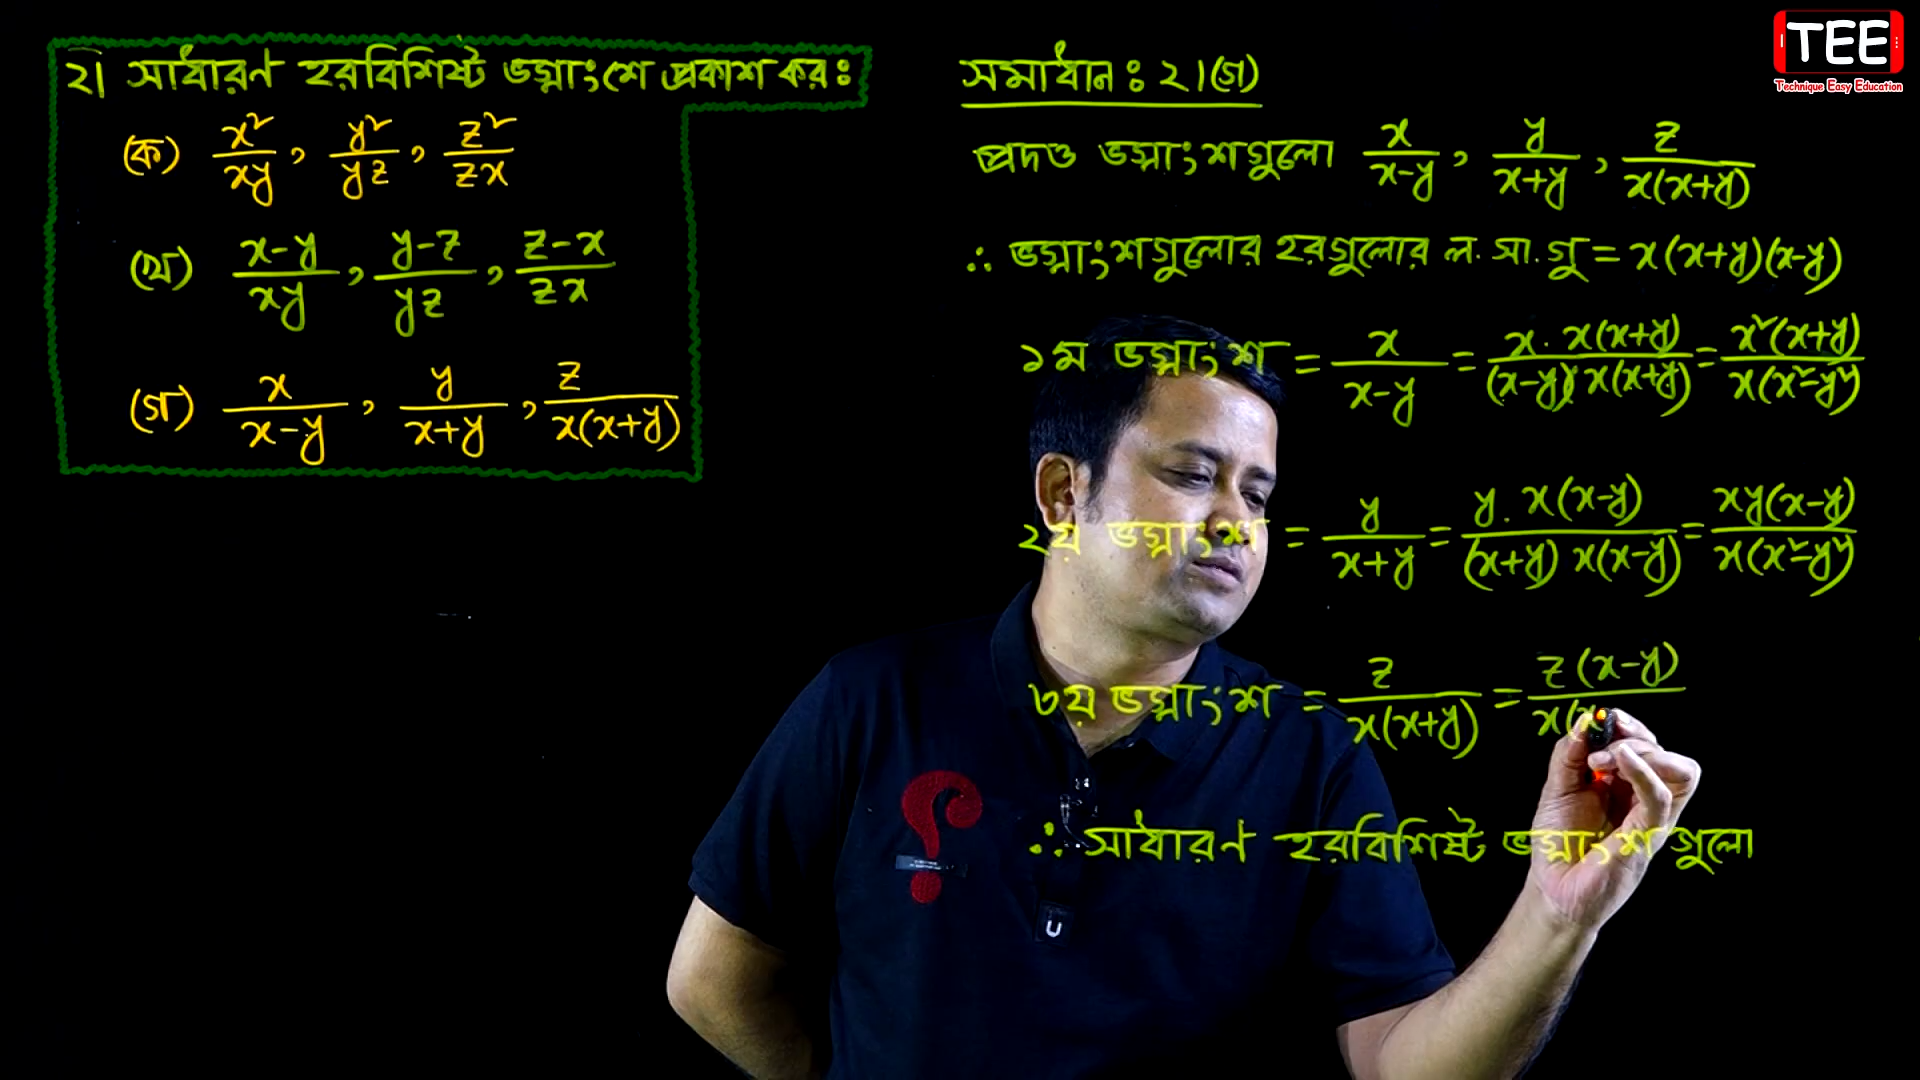 ২। সাধারণ হরবিশিষ্ট ভগ্নাংশে প্রকাশ কর ঃ
(ক) x²/xy , y²/yz , z²/zx
(খ) x-y/xy , y-z/yz , z-x/zx
(গ) x/x-y , y/x+y , z/x(x+y)
সমাধান ঃ ২।(গ)
প্রদত্ত ভগ্নাংশগুলো x/x-y , y/x+y , z/x(x+y)
∴ ভগ্নাংশগুলোর হরগুলোর ল. সা. গু = x(x+y)(x-y)
১ম ভগ্নাংশ = x/x-y = x. x(x+y)/(x-y) x(x+y) = x²(x+y)/x(x²-y²)
২য় ভগ্নাংশ = y/x+y = y. x(x-y)/(x+y) x(x-y) = xy(x-y)/x(x²-y²)
৩য় ভগ্নাংশ = z/x(x+y) = z(x-y)/x(x
∴ সাধারণ হরবিশিষ্ট ভগ্নাংশ গুলো
TEE
Technique Easy Education
U